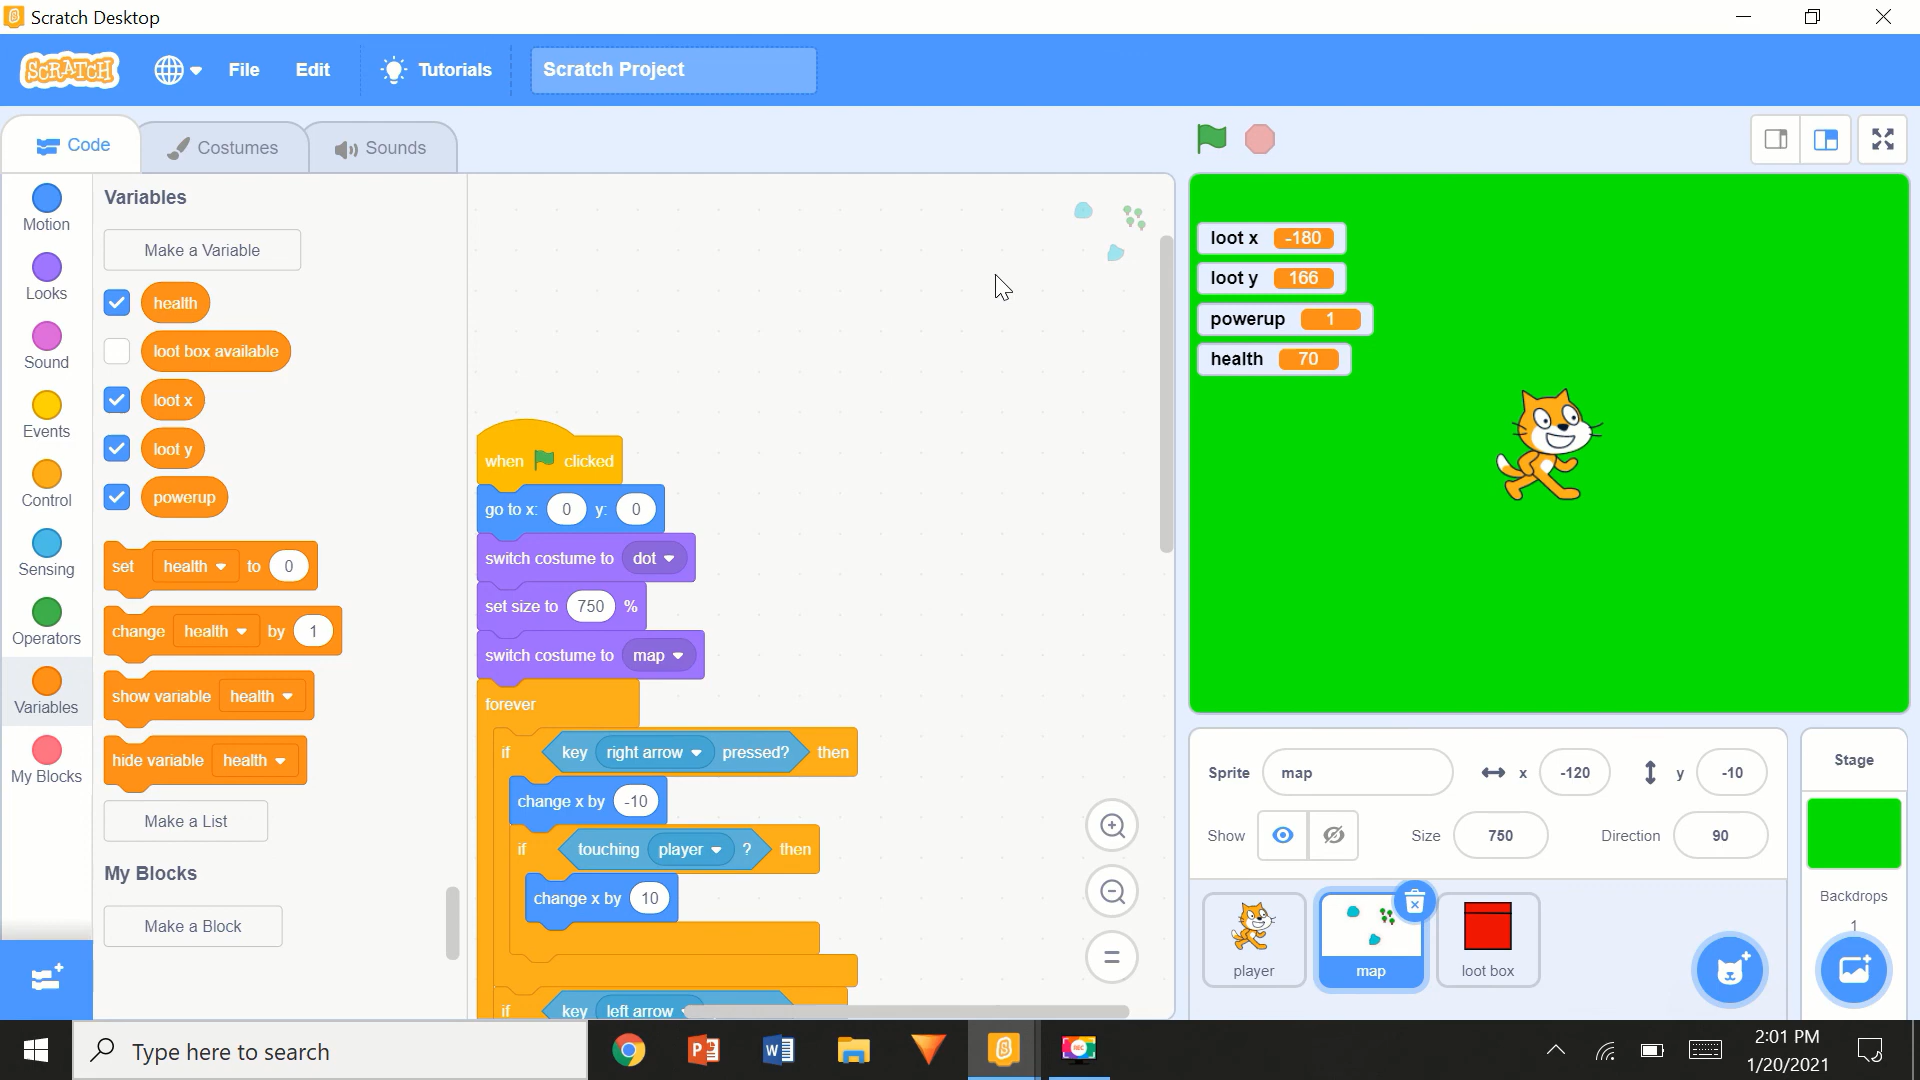 Scratch Desktop
SCRATCH
File
Edit
Tutorials
Scratch Project
Code
Costumes
Sounds
Motion
Looks
Sound
Events
Control
Sensing
Operators
Variables
My Blocks
Variables
Make a Variable
health
loot box available
loot x
loot y
powerup
set health to 0
change health by 1
show variable health
hide variable health
Make a List
My Blocks
Make a Block
when clicked
go to x: 0 y: 0
switch costume to dot
set size to 750 %
switch costume to map
forever
if key right arrow pressed? then
change x by -10
if touching player ? then
change x by 10
if key left arrow
loot x -180
loot y 166
powerup 1
health 70
Sprite map x -120 y -10
Show Size 750 Direction 90
player
map
loot box
Stage
Backdrops
1
Type here to search
2:01 PM
1/20/2021